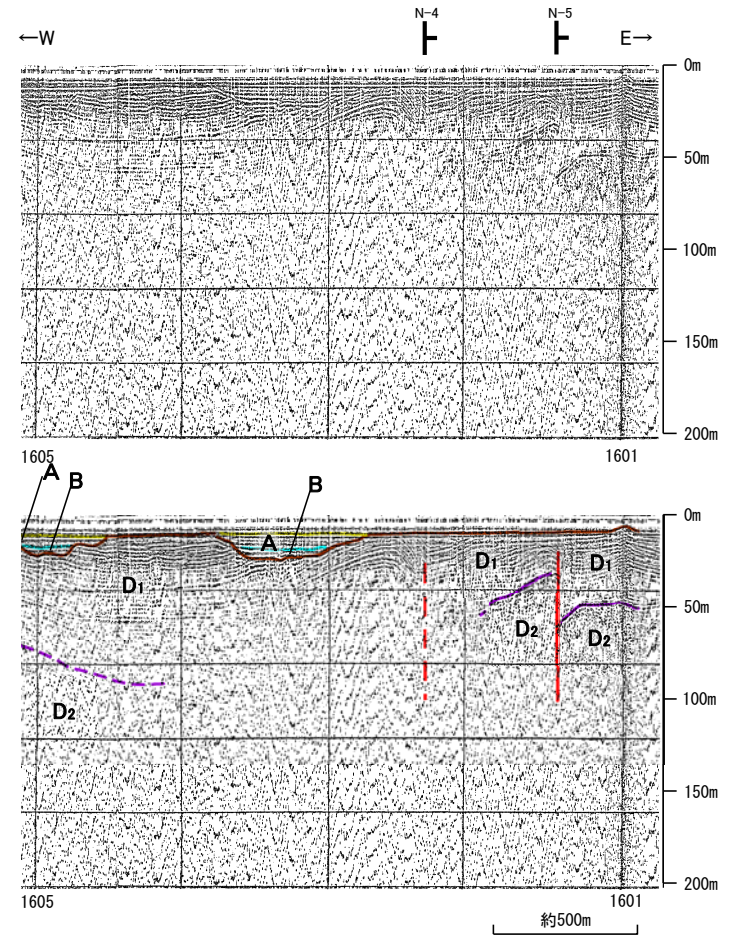 N-4 N-5
←W E→
0m
50m
100m
150m
200m
1605 1601
A B B
0m
A
D1 D1 D1
50m
D2 D2
D2 100m
150m
200m
1605 1601
約500m